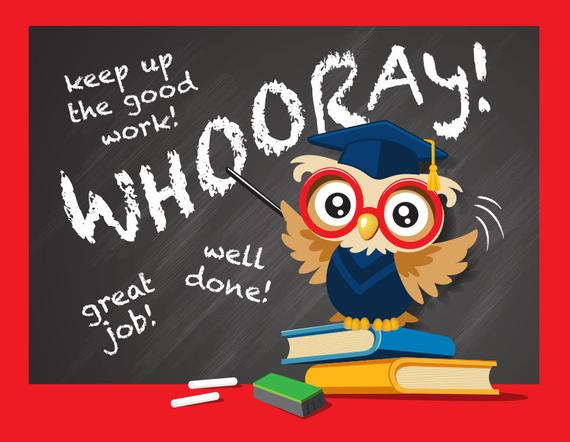 keep up
the good
work!
WHOORAY!
well
done!
great
job!